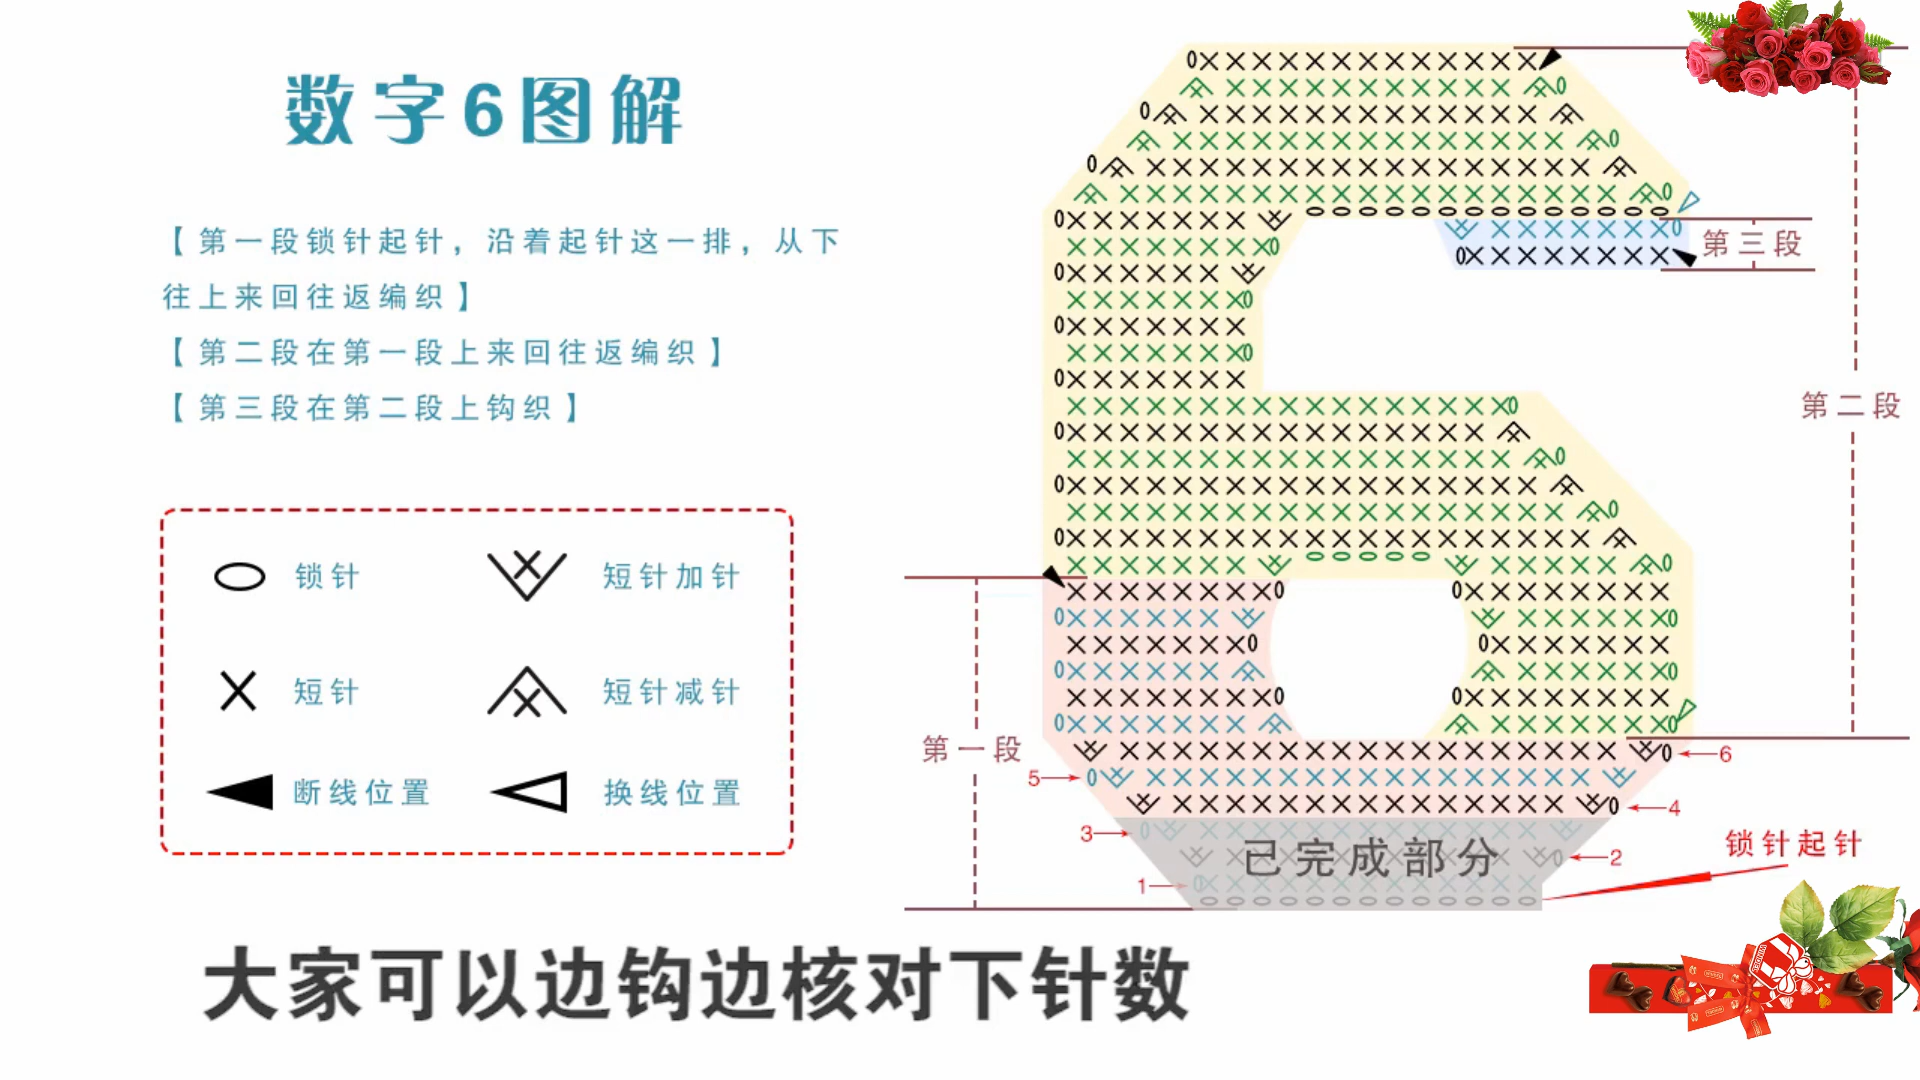 数字6图解
【第一段锁针起针，沿着起针这一排，从下
往上来回往返编织】
【第二段在第一段上来回往返编织】
【第三段在第二段上钩织】
锁针
短针加针
短针
短针减针
断线位置
换线位置
第三段
第二段
第一段
6
5
4
3
2
1
已完成部分
锁针起针
大家可以边钩边核对下针数